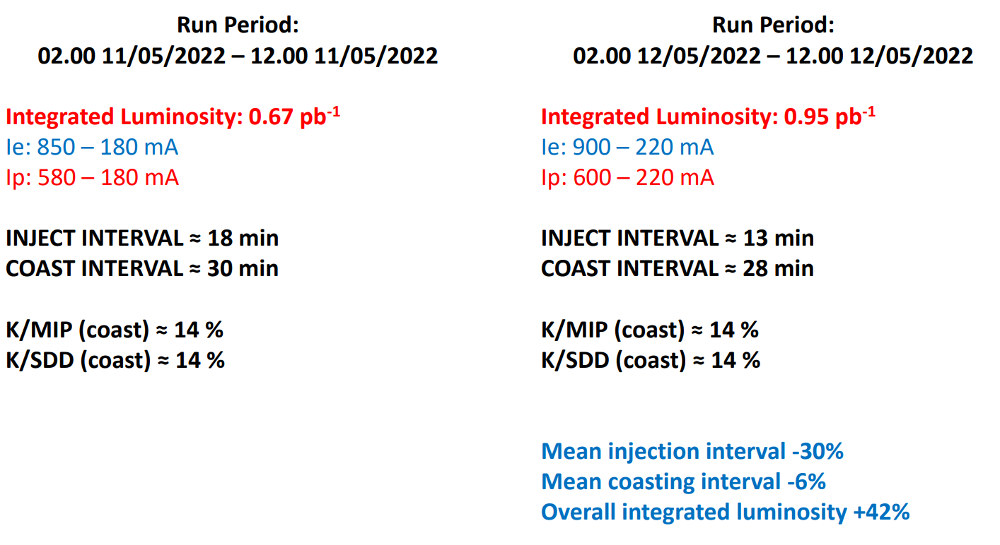 Run Period:
02.00 11/05/2022 – 12.00 11/05/2022
Integrated Luminosity: 0.67 pb-1
Ie: 850 – 180 mA
Ip: 580 – 180 mA
INJECT INTERVAL ≈ 18 min
COAST INTERVAL ≈ 30 min
K/MIP (coast) ≈ 14 %
K/SDD (coast) ≈ 14 %
Run Period:
02.00 12/05/2022 – 12.00 12/05/2022
Integrated Luminosity: 0.95 pb-1
Ie: 900 – 220 mA
Ip: 600 – 220 mA
INJECT INTERVAL ≈ 13 min
COAST INTERVAL ≈ 28 min
K/MIP (coast) ≈ 14 %
K/SDD (coast) ≈ 14 %
Mean injection interval -30%
Mean coasting interval -6%
Overall integrated luminosity +42%